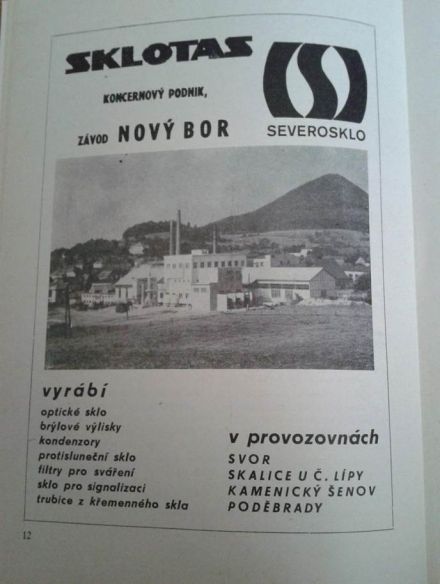 SKLOTAS
KONCERNOVÝ PODNIK,
ZÁVOD NOVÝ BOR
SEVEROSKLO
vyrábí
optické sklo
brýlové výlisky
kondenzory
protisluneční sklo
filtry pro sváření
sklo pro signalizaci
trubice z křemenného skla
v provozovnách
SVOR
SKALICE U Č. LÍPY
KAMENICKÝ ŠENOV
PODĚBRADY
12